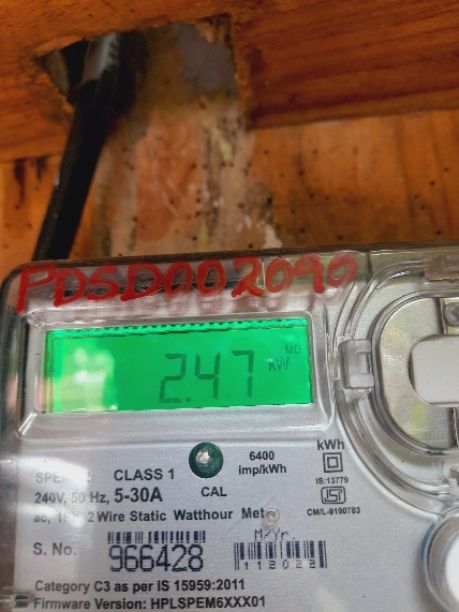 PDSD002090
MD
2.47 kW
6400
imp/kWh
kWh
CLASS 1
IS:13779
240V, 50 Hz, 5-30A
CAL
CM/L-9190783
2 Wire Static Watthour
M/Yr.
S. No. 966428
Category C3 as per IS 15959:2011
Firmware Version: HPLSPEM6XXX01